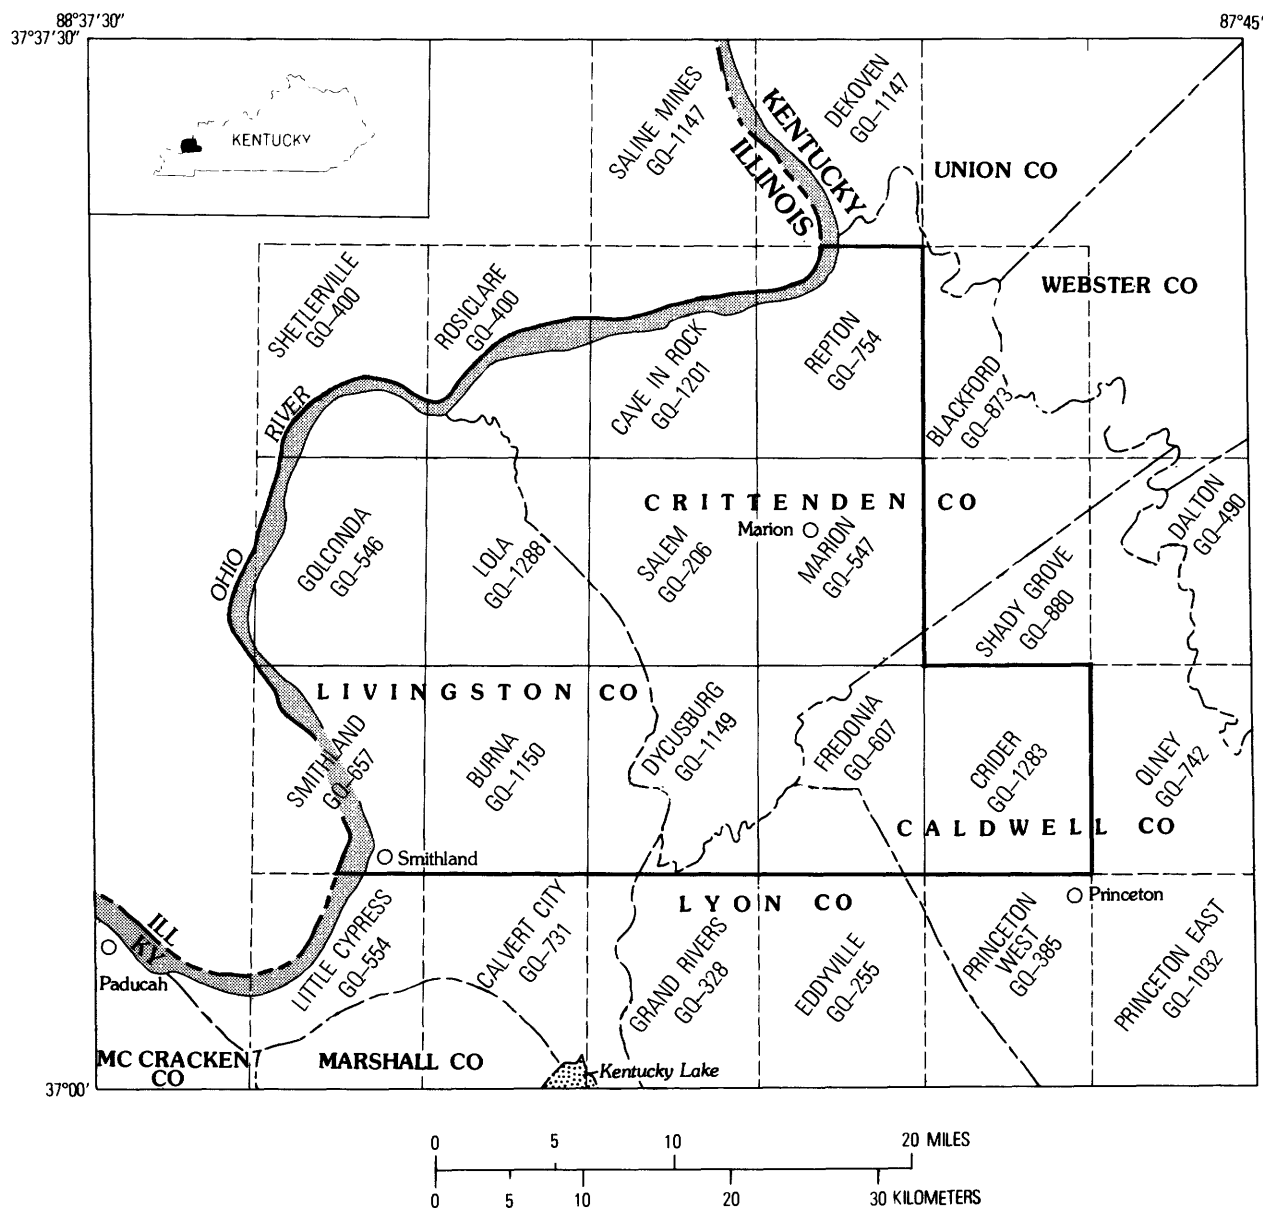 88°37'30"
37°37'30"
87°45'
KENTUCKY
SALINE MINES
GQ–1147
DEKOVEN
GQ–1147
KENTUCKY
ILLINOIS
UNION CO
WEBSTER CO
SHETLERVILLE
GQ–400
ROSICLARE
GQ–400
CAVE IN ROCK
GQ–1201
REPTON
GQ–754
BLACKFORD
GQ–873
RIVER
OHIO
CRITTENDEN CO
Marion
GOLCONDA
GQ–546
LOLA
GQ–1288
SALEM
GQ–206
MARION
GQ–547
SHADY GROVE
GQ–880
DALTON
GQ–490
LIVINGSTON CO
SMITHLAND
GQ–657
BURNA
GQ–1150
DYCUSBURG
GQ–1149
FREDONIA
GQ–607
CRIDER
GQ–1283
OLNEY
GQ–742
CALDWELL CO
Smithland
LYON CO
Princeton
ILL
KY
Paducah
LITTLE CYPRESS
GQ–554
CALVERT CITY
GQ–731
GRAND RIVERS
GQ–328
EDDYVILLE
GQ–255
PRINCETON
WEST
GQ–385
PRINCETON EAST
GQ–1032
MC CRACKEN
CO
MARSHALL CO
Kentucky Lake
37°00'
0 5 10 20 MILES
0 5 10 20 30 KILOMETERS